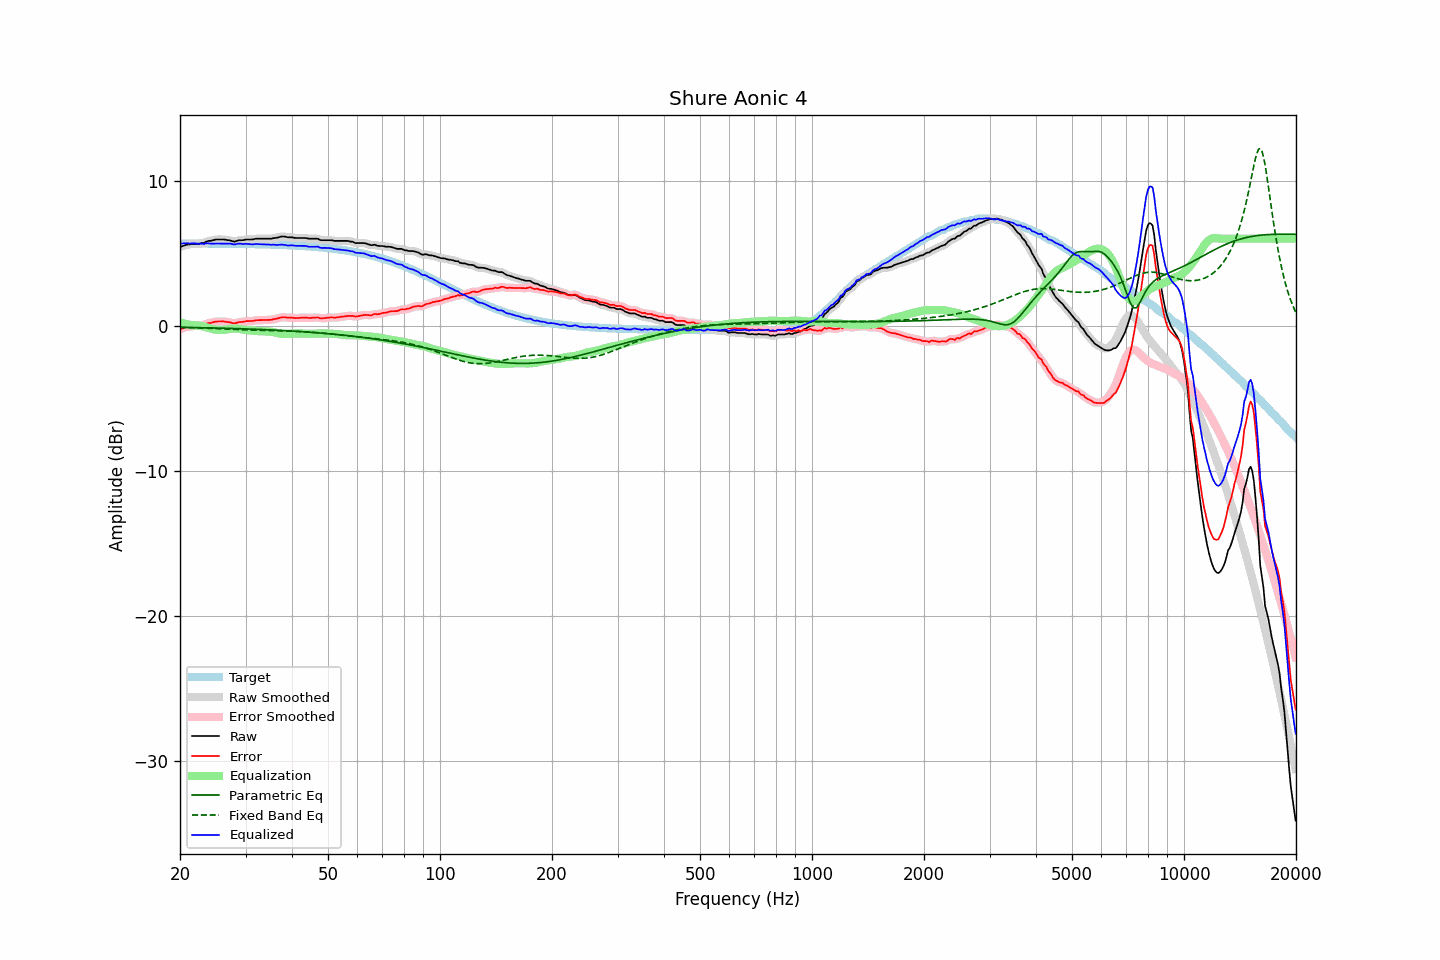 Shure Aonic 4
10
0
−10
−20
−30
Amplitude (dBr)
Target
Raw Smoothed
Error Smoothed
Raw
Error
Equalization
Parametric Eq
Fixed Band Eq
Equalized
20 50 100 200 500 1000 2000 5000 10000 20000
Frequency (Hz)